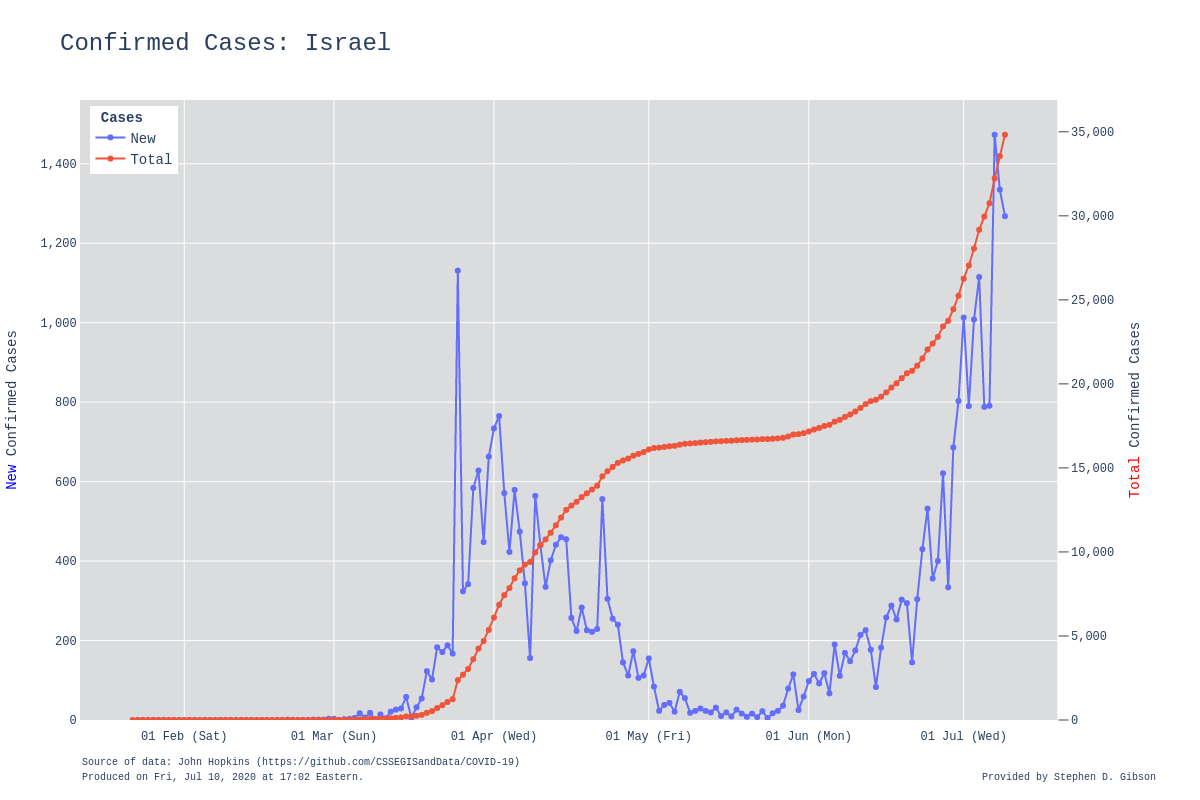 Confirmed Cases: Israel
Cases
New
Total
1,400
1,200
1,000
800
600
400
200
0
35,000
30,000
25,000
20,000
15,000
10,000
5,000
0
New Confirmed Cases
Total Confirmed Cases
01 Feb (Sat)
01 Mar (Sun)
01 Apr (Wed)
01 May (Fri)
01 Jun (Mon)
01 Jul (Wed)
Source of data: John Hopkins (https://github.com/CSSEGISandData/COVID-19)
Produced on Fri, Jul 10, 2020 at 17:02 Eastern.
Provided by Stephen D. Gibson